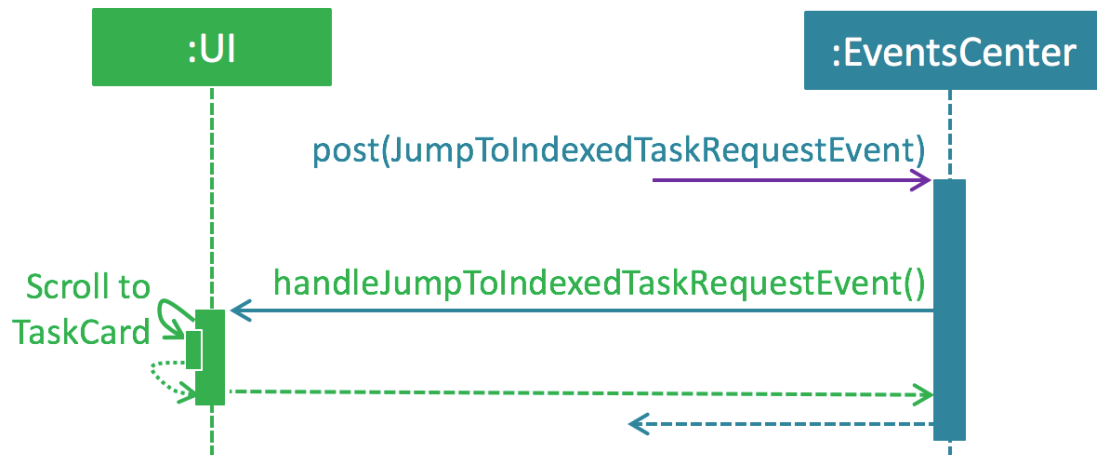 :UI
:EventsCenter
post(JumpToIndexedTaskRequestEvent)
handleJumpToIndexedTaskRequestEvent()
Scroll to
TaskCard